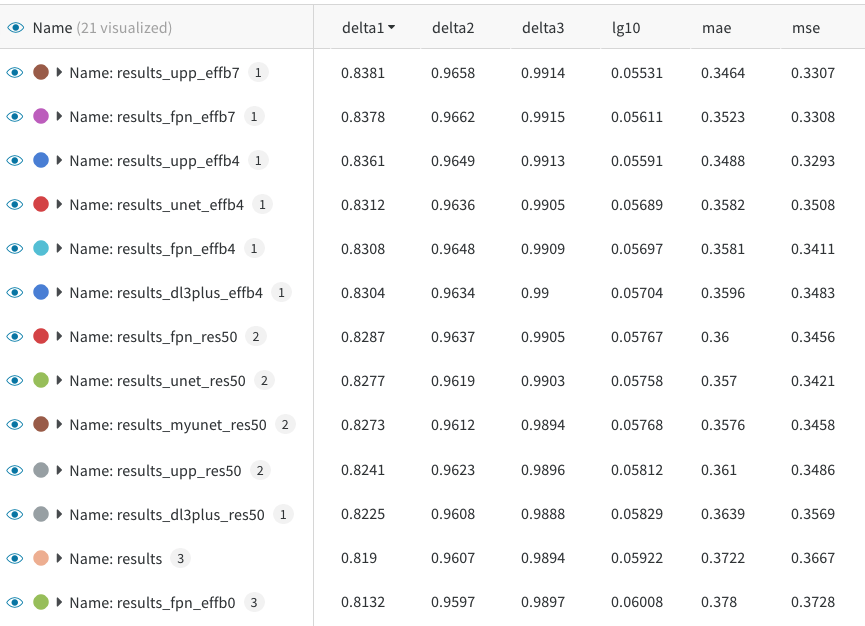 Name (21 visualized) delta1 delta2 delta3 lg10 mae mse
Name: results_upp_effb7 1 0.8381 0.9658 0.9914 0.05531 0.3464 0.3307
Name: results_fpn_effb7 1 0.8378 0.9662 0.9915 0.05611 0.3523 0.3308
Name: results_upp_effb4 1 0.8361 0.9649 0.9913 0.05591 0.3488 0.3293
Name: results_unet_effb4 1 0.8312 0.9636 0.9905 0.05689 0.3582 0.3508
Name: results_fpn_effb4 1 0.8308 0.9648 0.9909 0.05697 0.3581 0.3411
Name: results_dl3plus_effb4 1 0.8304 0.9634 0.99 0.05704 0.3596 0.3483
Name: results_fpn_res50 2 0.8287 0.9637 0.9905 0.05767 0.36 0.3456
Name: results_unet_res50 2 0.8277 0.9619 0.9903 0.05758 0.357 0.3421
Name: results_myunet_res50 2 0.8273 0.9612 0.9894 0.05768 0.3576 0.3458
Name: results_upp_res50 2 0.8241 0.9623 0.9896 0.05812 0.361 0.3486
Name: results_dl3plus_res50 1 0.8225 0.9608 0.9888 0.05829 0.3639 0.3569
Name: results 3 0.819 0.9607 0.9894 0.05922 0.3722 0.3667
Name: results_fpn_effb0 3 0.8132 0.9597 0.9897 0.06008 0.378 0.3728